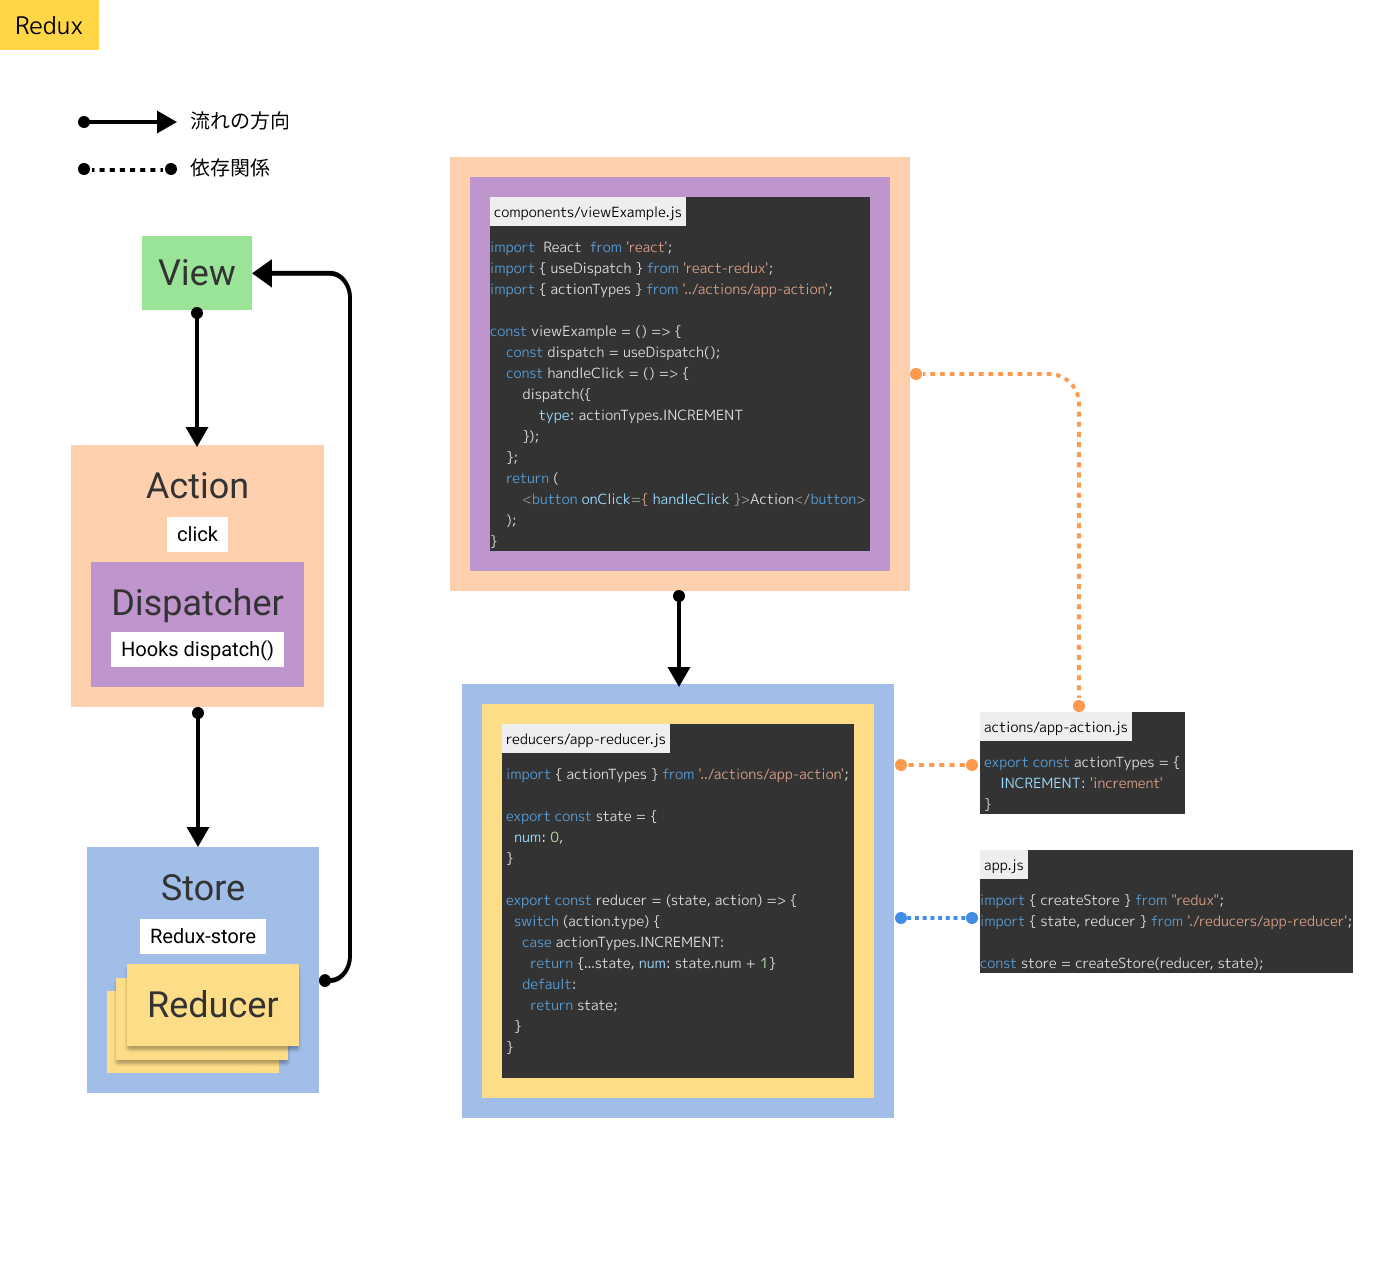 Redux
流れの方向
依存関係
View
Action
click
Dispatcher
Hooks dispatch()
Store
Redux-store
Reducer
components/viewExample.js
import React from 'react';
import { useDispatch } from 'react-redux';
import { actionTypes } from '../actions/app-action';
const viewExample = () => {
const dispatch = useDispatch();
const handleClick = () => {
dispatch({
type: actionTypes.INCREMENT
});
};
return (
<button onClick={ handleClick }>Action</button>
);
}
reducers/app-reducer.js
import { actionTypes } from '../actions/app-action';
export const state = {
num: 0,
}
export const reducer = (state, action) => {
switch (action.type) {
case actionTypes.INCREMENT:
return {...state, num: state.num + 1}
default:
return state;
}
}
actions/app-action.js
export const actionTypes = {
INCREMENT: 'increment'
}
app.js
import { createStore } from "redux";
import { state, reducer } from './reducers/app-reducer';
const store = createStore(reducer, state);